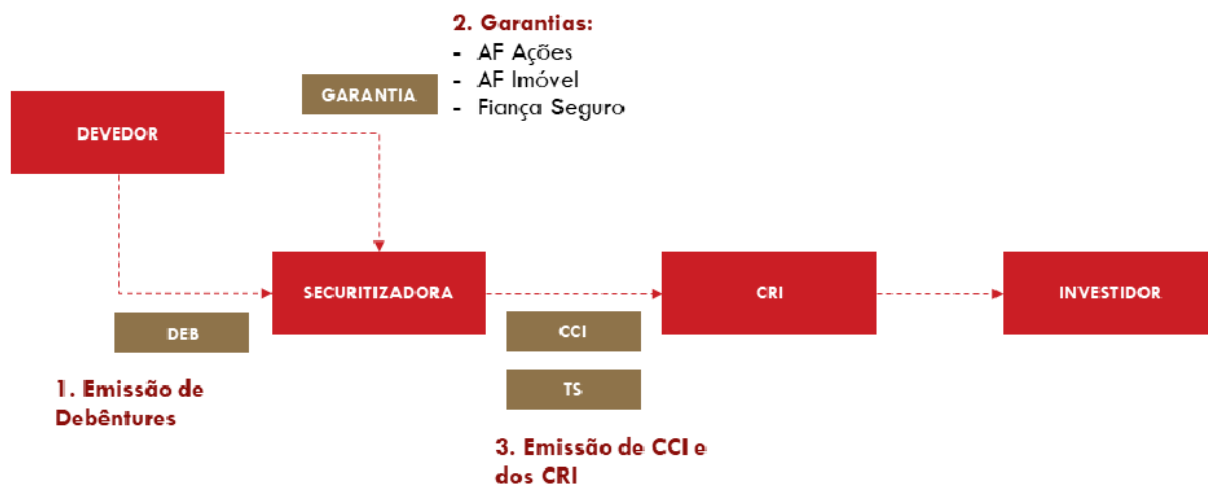 2. Garantias:
- AF Ações
- AF Imóvel
- Fiança Seguro
GARANTIA
DEVEDOR
SECURITIZADORA
CRI
INVESTIDOR
DEB
CCI
TS
1. Emissão de
Debêntures
3. Emissão de CCI e
dos CRI